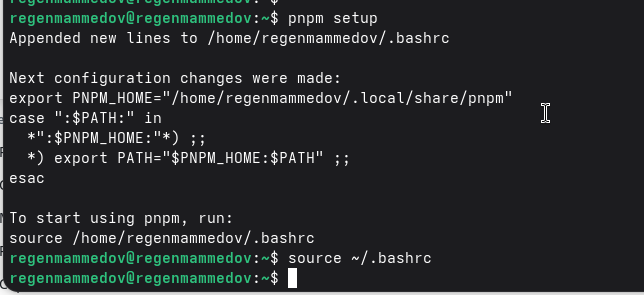 regenmammedov@regenmammedov:~$ pnpm setup
Appended new lines to /home/regenmammedov/.bashrc
Next configuration changes were made:
export PNPM_HOME="/home/regenmammedov/.local/share/pnpm"
case ":$PATH:" in
  *":$PNPM_HOME:"*) ;;
  *) export PATH="$PNPM_HOME:$PATH" ;;
esac
To start using pnpm, run:
source /home/regenmammedov/.bashrc
regenmammedov@regenmammedov:~$ source ~/.bashrc
regenmammedov@regenmammedov:~$